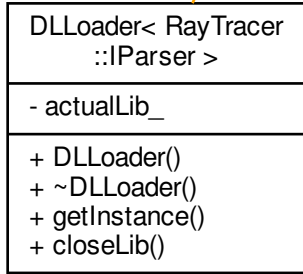 DLLoader< RayTracer
::IParser >
- actualLib_
+ DLLoader()
+ ~DLLoader()
+ getInstance()
+ closeLib()